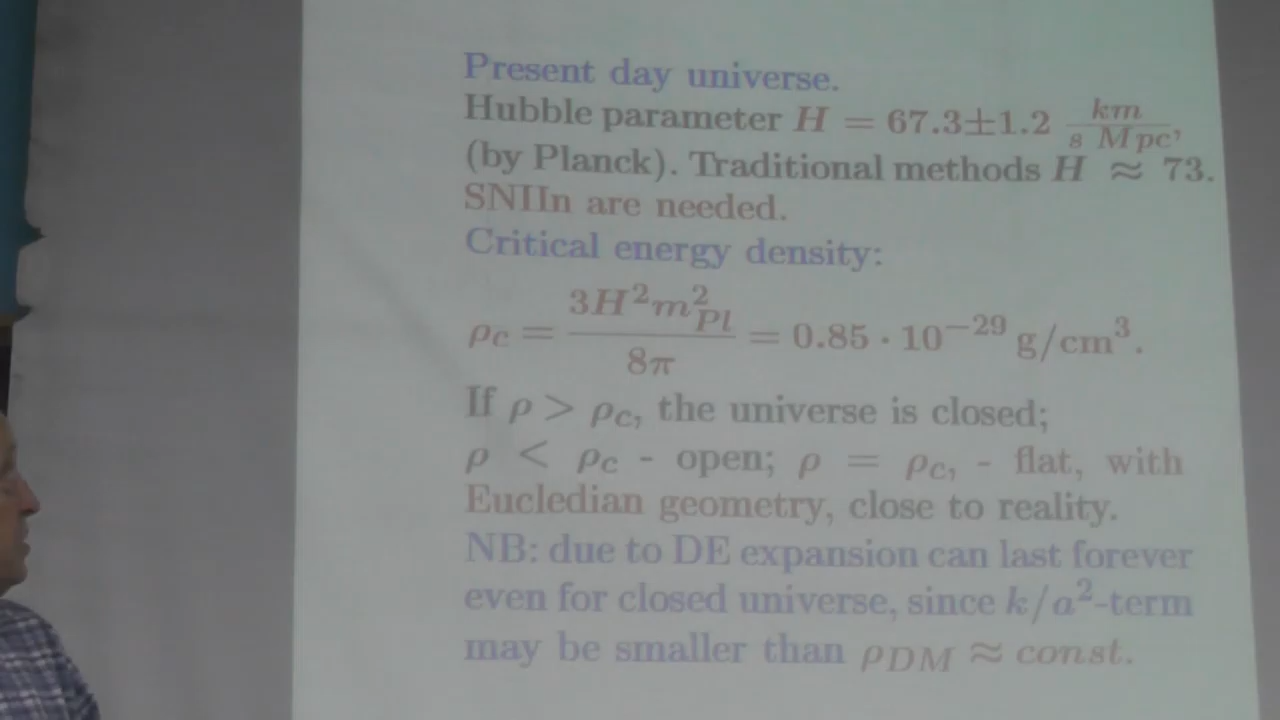 Present day universe.
Hubble parameter H = 67.3±1.2 km / s Mpc,
(by Planck). Traditional methods H ≈ 73.
SNIIn are needed.
Critical energy density:
ρc = 3H²m²Pl / 8π = 0.85 · 10⁻²⁹ g/cm³.
If ρ > ρc, the universe is closed;
ρ < ρc - open; ρ = ρc, - flat, with
Eucledian geometry, close to reality.
NB: due to DE expansion can last forever
even for closed universe, since k/a²-term
may be smaller than ρDM ≈ const.